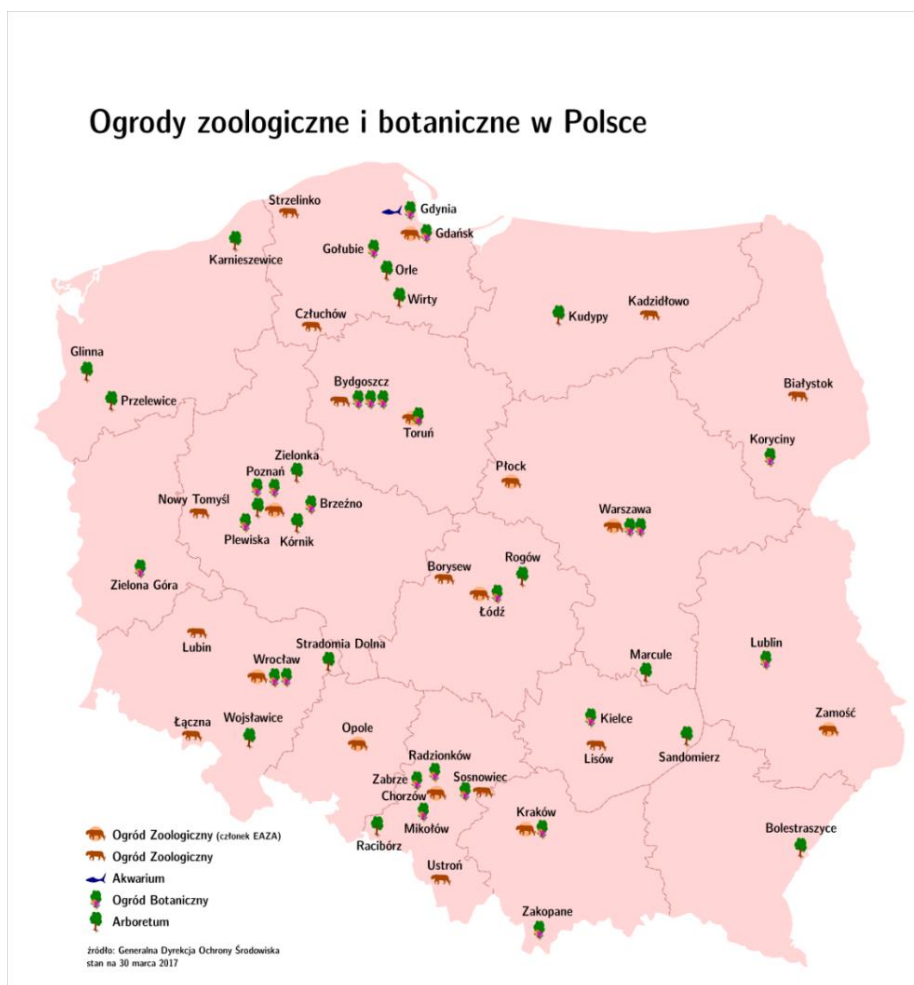 Ogrody zoologiczne i botaniczne w Polsce
Strzelinko
Gdynia
Gdańsk
Karnieszewice
Gołubie
Orle
Wirty
Człuchów
Kudypy
Kadzidłowo
Glinna
Przelewice
Bydgoszcz
Toruń
Białystok
Koryciny
Zielonka
Poznań
Nowy Tomyśl
Brzeźno
Plewiska
Kórnik
Płock
Warszawa
Zielona Góra
Borysew
Rogów
Łódź
Lubin
Wrocław
Stradomia Dolna
Marcule
Lublin
Łączna
Wojsławice
Opole
Kielce
Lisów
Sandomierz
Zamość
Radzionków
Zabrze
Sosnowiec
Chorzów
Mikołów
Racibórz
Kraków
Ustroń
Bolestraszyce
Zakopane
Ogród Zoologiczny (członek EAZA)
Ogród Zoologiczny
Akwarium
Ogród Botaniczny
Arboretum
źródło: Generalna Dyrekcja Ochrony Środowiska
stan na 30 marca 2017